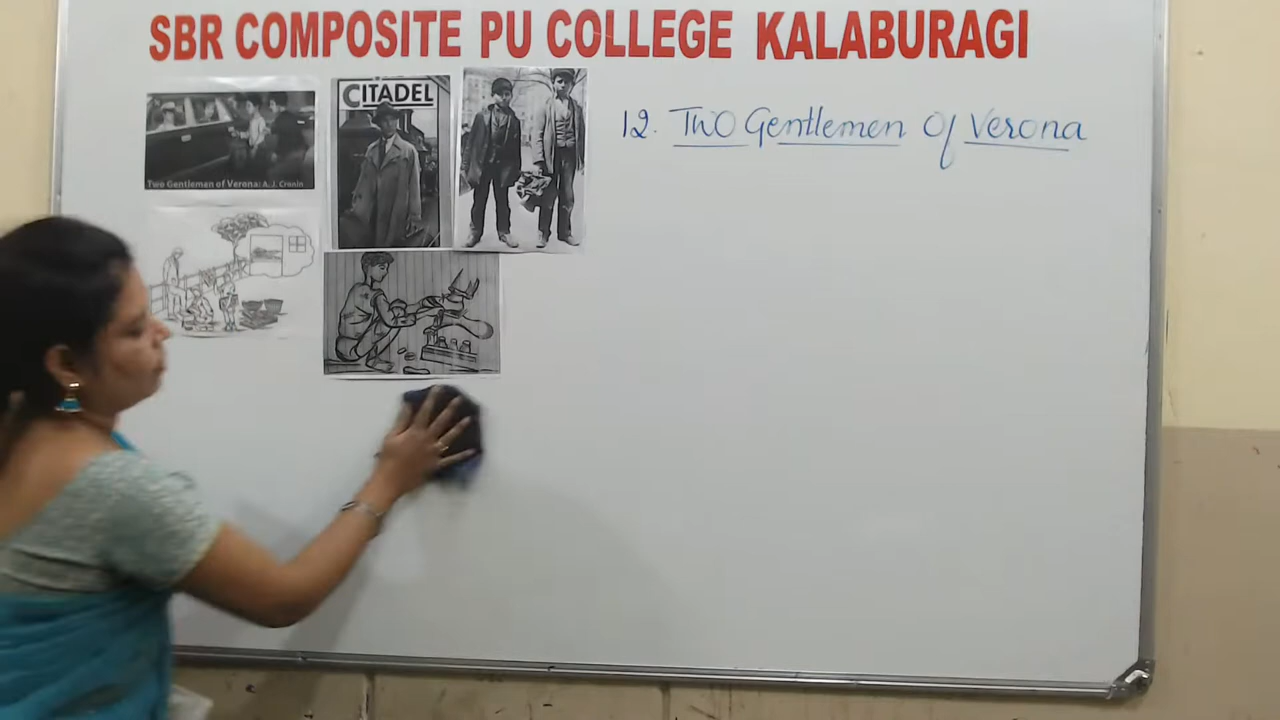 SBR COMPOSITE PU COLLEGE KALABURAGI
Two Gentlemen of Verona: A. J. Cronin
CITADEL
12. Two Gentlemen Of Verona